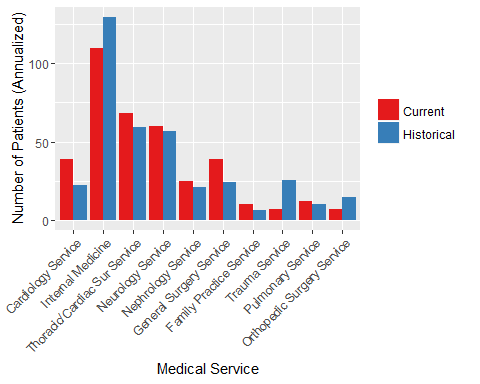 Number of Patients (Annualized)
100
50
0
Cardiology Service
Internal Medicine
Thoracic/Cardiac Sur Service
Neurology Service
Nephrology Service
General Surgery Service
Family Practice Service
Trauma Service
Pulmonary Service
Orthopedic Surgery Service
Medical Service
Current
Historical